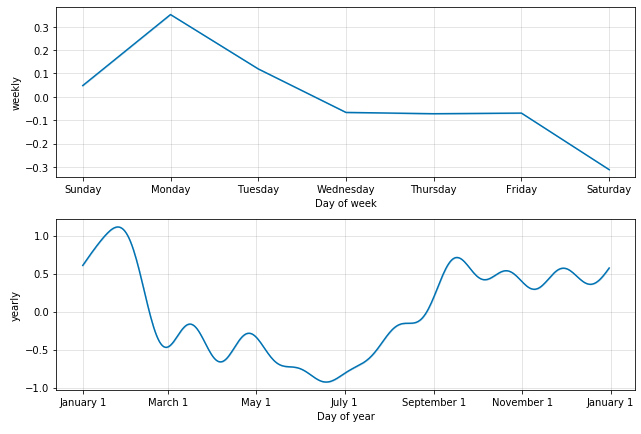 weekly
0.3
0.2
0.1
0.0
−0.1
−0.2
−0.3
Sunday Monday Tuesday Wednesday Thursday Friday Saturday
Day of week
yearly
1.0
0.5
0.0
−0.5
−1.0
January 1 March 1 May 1 July 1 September 1 November 1 January 1
Day of year